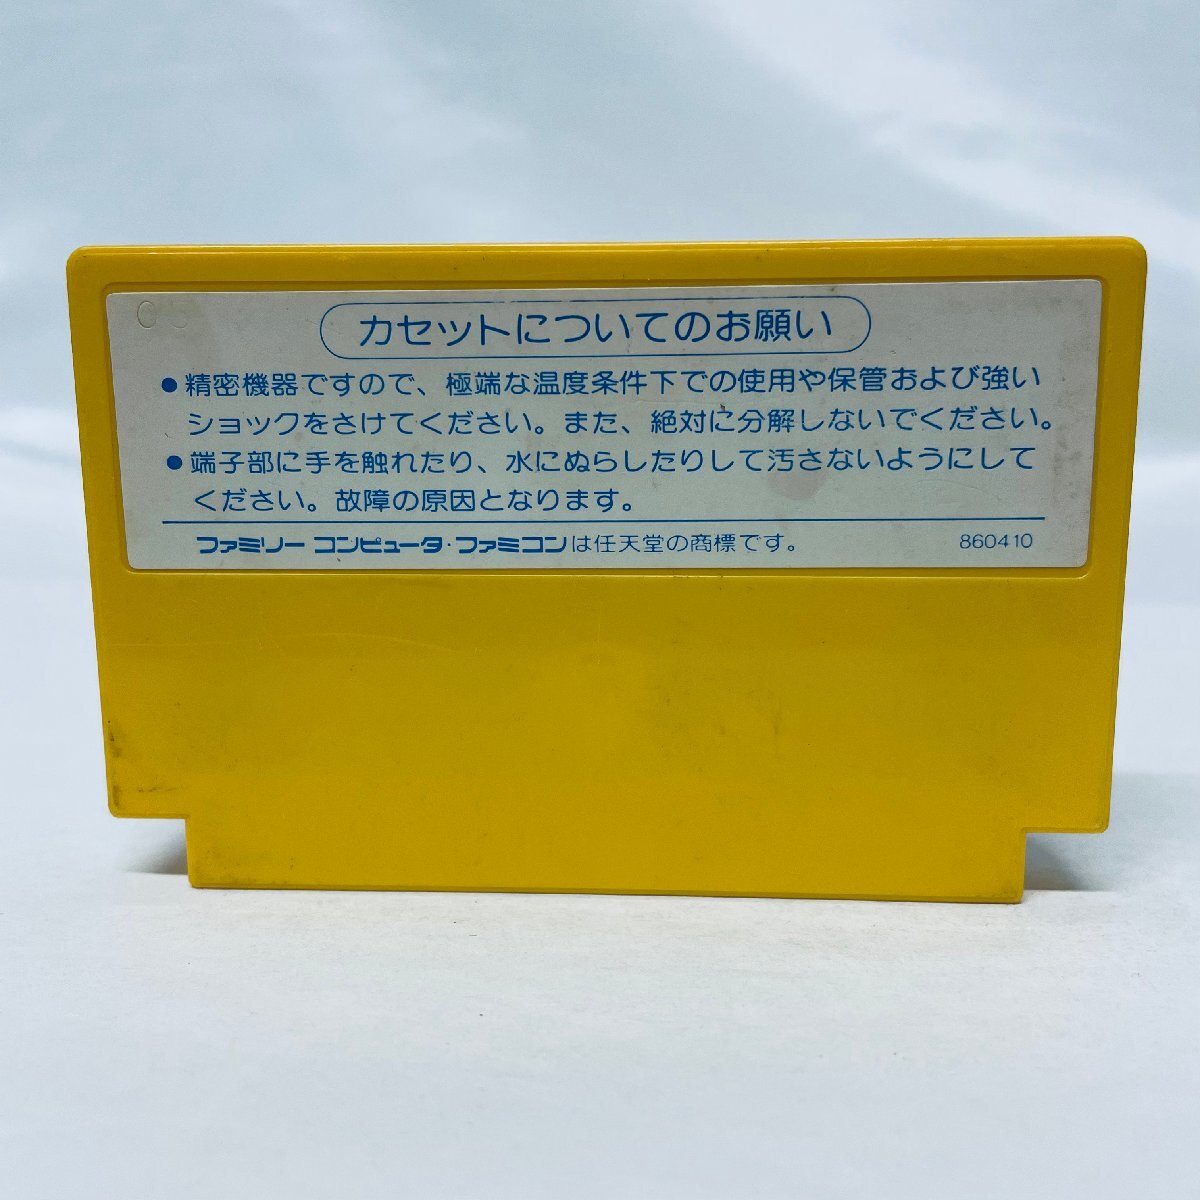 カセットについてのお願い
●精密機器ですので、極端な温度条件下での使用や保管および強い
ショックをさけてください。また、絶対に分解しないでください。
●端子部に手を触れたり、水にぬらしたりして汚さないようにして
ください。故障の原因となります。
ファミリー コンピュータ・ファミコンは任天堂の商標です。 860410